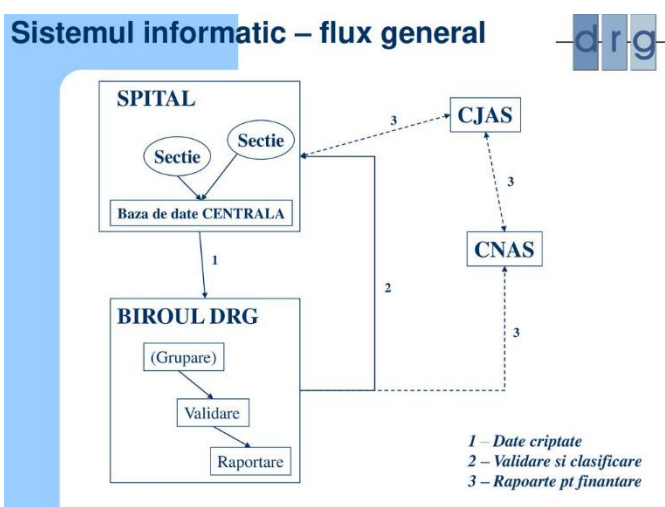 Sistemul informatic – flux general
drg
SPITAL
Sectie
Sectie
Baza de date CENTRALA
1
BIROUL DRG
(Grupare)
Validare
Raportare
2
3
CJAS
3
CNAS
3
1 – Date criptate
2 – Validare si clasificare
3 – Rapoarte pt finantare